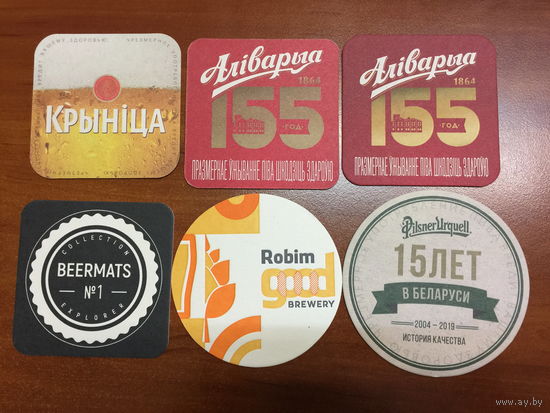 КРЫНІЦА
Аліварыя
1864
155
ГОД
ПРАЗМЕРНАЕ ЎЖЫВАННЕ ПІВА ШКОДЗІЦЬ ЗДАРОЎЮ
Аліварыя
1864
155
ГОД
ПРАЗМЕРНАЕ ЎЖЫВАННЕ ПІВА ШКОДЗІЦЬ ЗДАРОЎЮ
COLLECTION
BEERMATS
№1
EXPLORER
Robim
good
BREWERY
Pilsner Urquell
15 ЛЕТ
В БЕЛАРУСИ
2004 – 2019
ИСТОРИЯ КАЧЕСТВА
www.ay.by